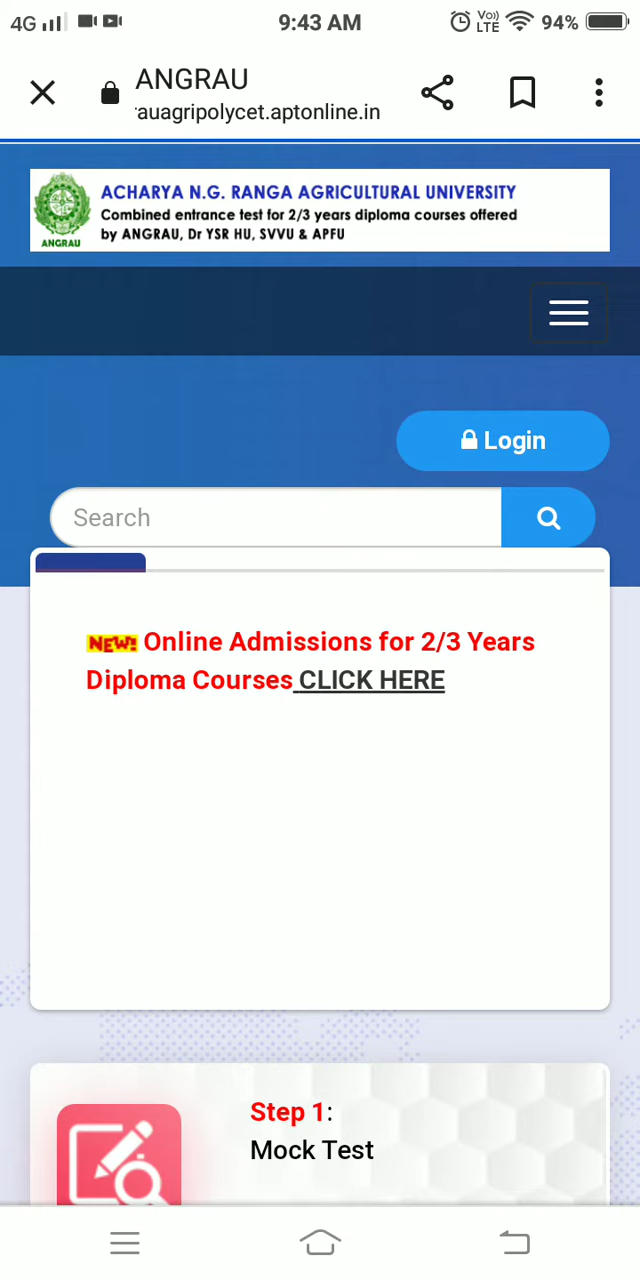 4G 9:43 AM Vo) LTE 94%
ANGRAU
rauagripolycet.aptonline.in
ACHARYA N.G. RANGA AGRICULTURAL UNIVERSITY
Combined entrance test for 2/3 years diploma courses offered
by ANGRAU, Dr YSR HU, SVVU & APFU
ANGRAU
Login
Search
NEW! Online Admissions for 2/3 Years
Diploma Courses CLICK HERE
Step 1:
Mock Test